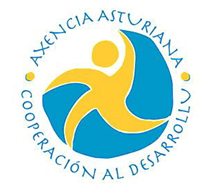 AXENCIA ASTURIANA
COOPERACIÓN AL DESARROLLU